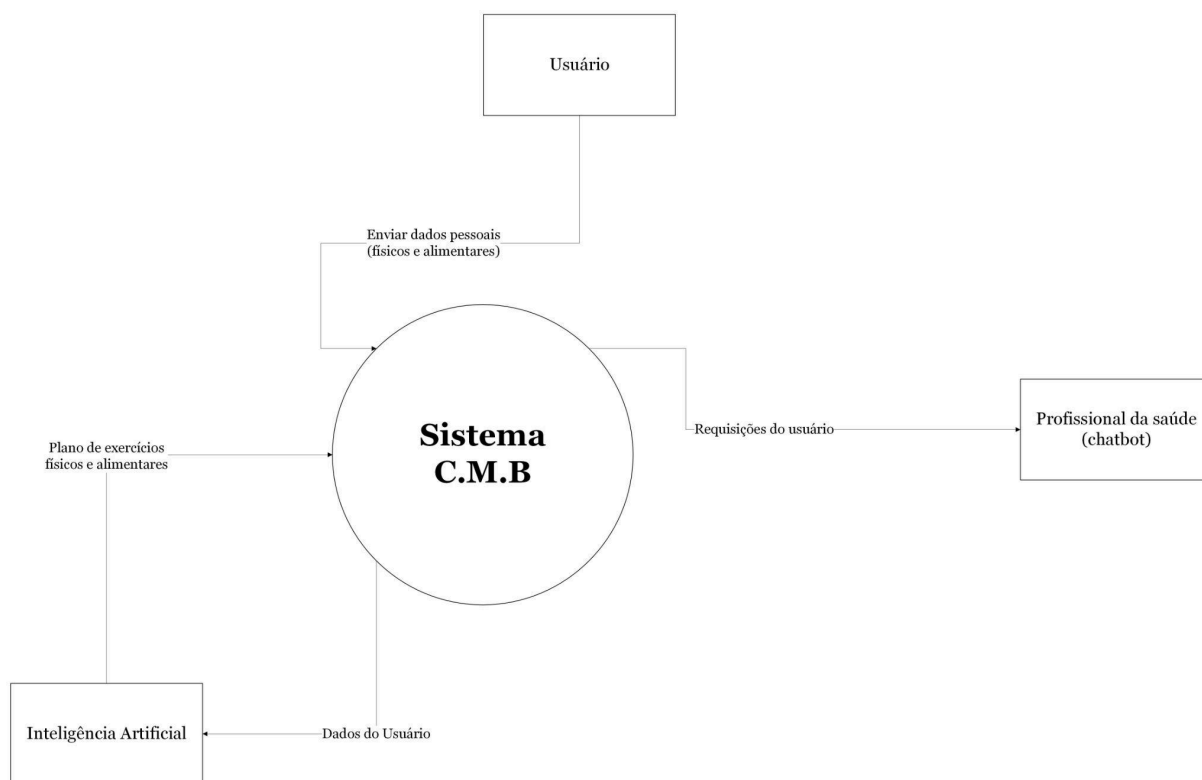 Usuário
Enviar dados pessoais
(físicos e alimentares)
Sistema
C.M.B
Requisições do usuário
Profissional da saúde
(chatbot)
Plano de exercícios
físicos e alimentares
Inteligência Artificial
Dados do Usuário